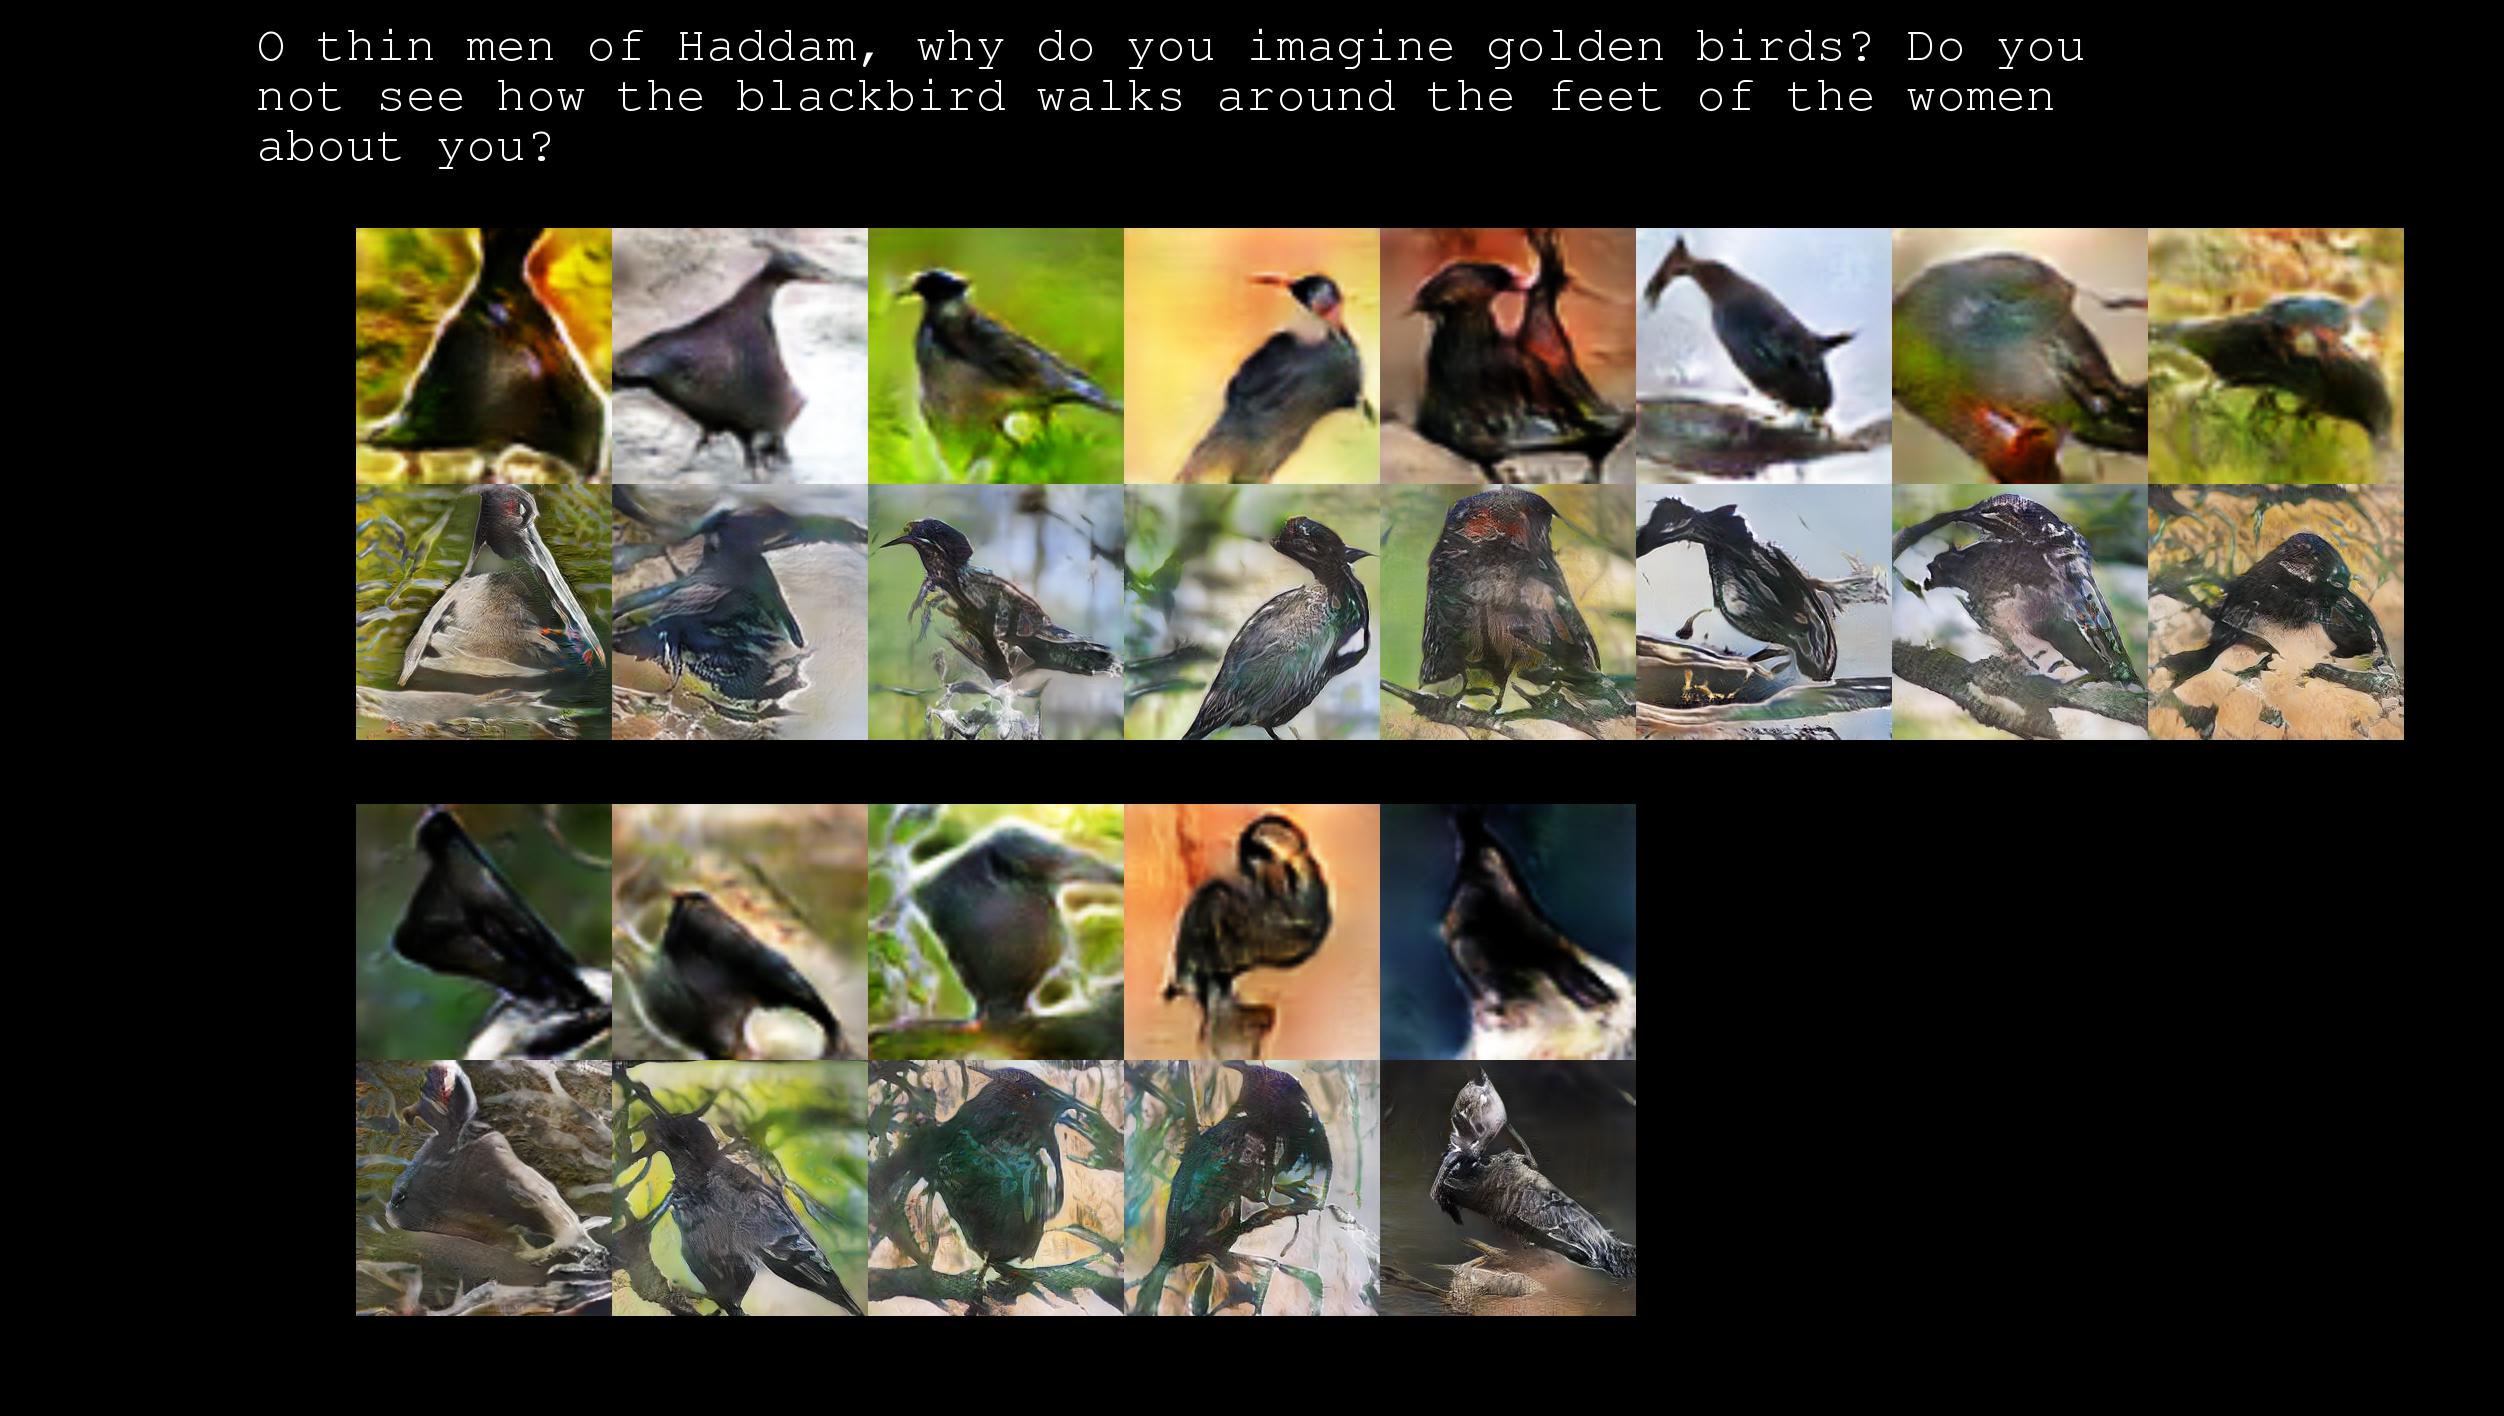 O thin men of Haddam, why do you imagine golden birds? Do you
not see how the blackbird walks around the feet of the women
about you?